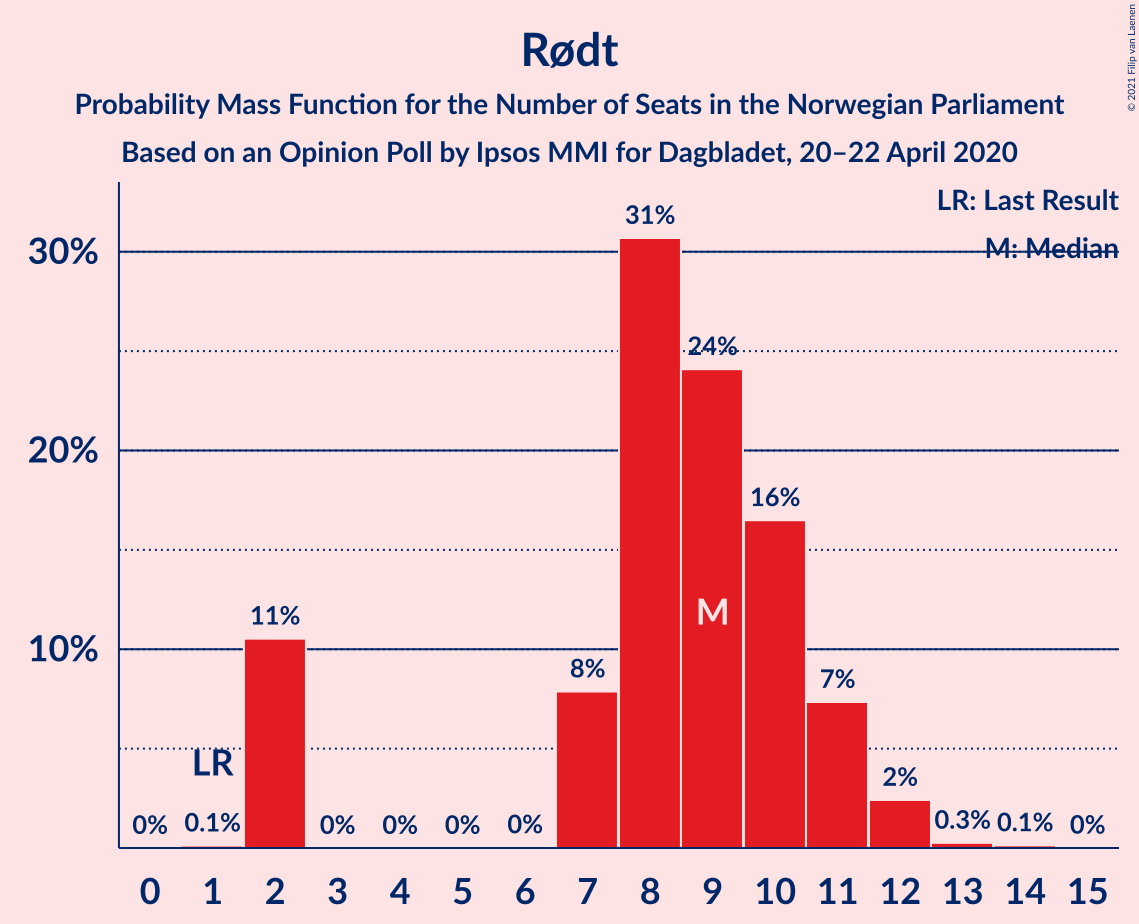 Rødt
Probability Mass Function for the Number of Seats in the Norwegian Parliament
Based on an Opinion Poll by Ipsos MMI for Dagbladet, 20–22 April 2020
© 2021 Filip van Laenen
LR: Last Result
M: Median
30%
20%
10%
31%
24%
16%
11%
8%
7%
2%
0%
0.1%
0%
0%
0%
0%
0.3%
0.1%
0%
LR
M
0 1 2 3 4 5 6 7 8 9 10 11 12 13 14 15